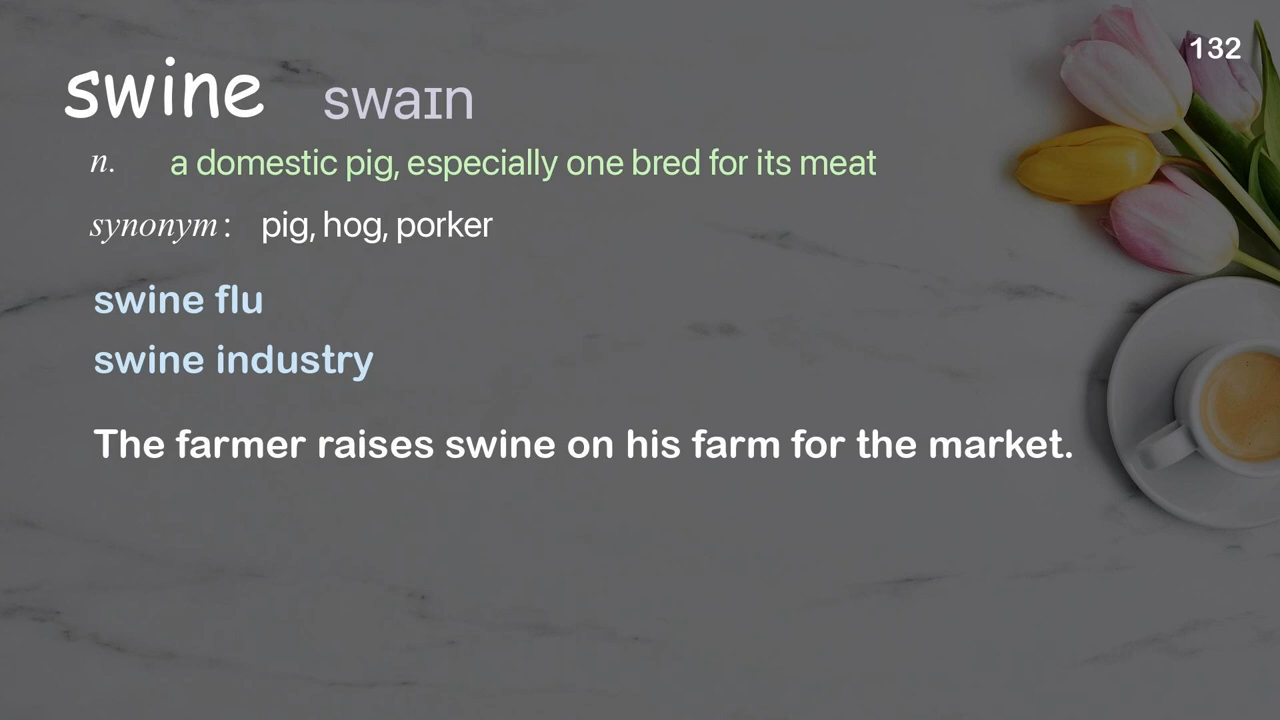 132
swine swaɪn
n. a domestic pig, especially one bred for its meat
synonym: pig, hog, porker
swine flu
swine industry
The farmer raises swine on his farm for the market.